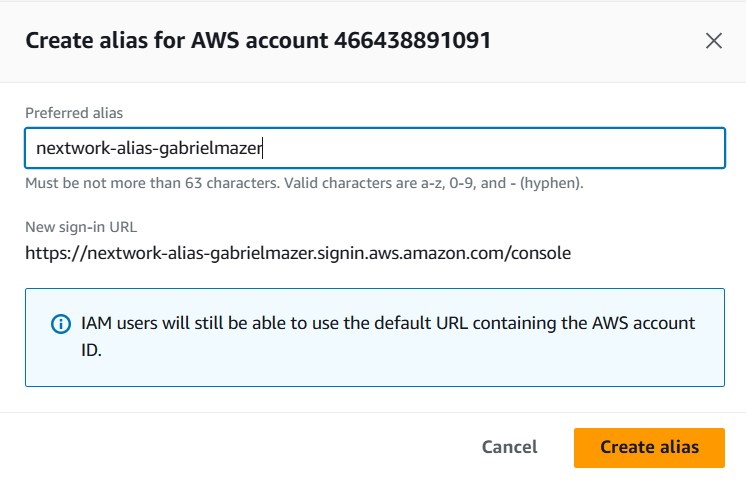 Create alias for AWS account 466438891091
Preferred alias
nextwork-alias-gabrielmazer
Must be not more than 63 characters. Valid characters are a-z, 0-9, and - (hyphen).
New sign-in URL
https://nextwork-alias-gabrielmazer.signin.aws.amazon.com/console
IAM users will still be able to use the default URL containing the AWS account
ID.
Cancel
Create alias